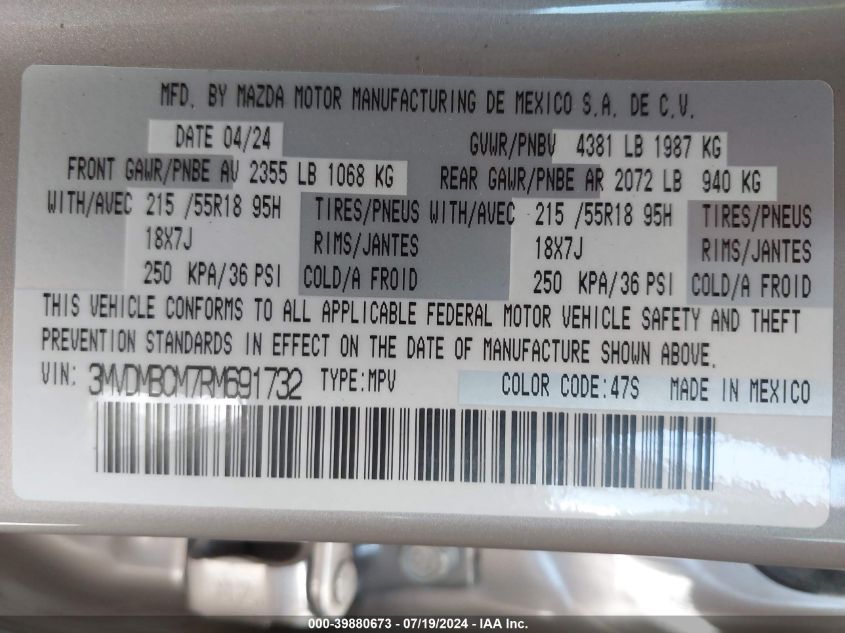 MFD. BY MAZDA MOTOR MANUFACTURING DE MEXICO S.A. DE C.V.
DATE 04/24 GVWR/PNBV 4381 LB 1987 KG
FRONT GAWR/PNBE AV 2355 LB 1068 KG REAR GAWR/PNBE AR 2072 LB 940 KG
WITH/AVEC 215 /55R18 95H TIRES/PNEUS WITH/AVEC 215 /55R18 95H TIRES/PNEUS
18X7J RIMS/JANTES 18X7J RIMS/JANTES
250 KPA/36 PSI COLD/A FROID 250 KPA/36 PSI COLD/A FROID
THIS VEHICLE CONFORMS TO ALL APPLICABLE FEDERAL MOTOR VEHICLE SAFETY AND THEFT
PREVENTION STANDARDS IN EFFECT ON THE DATE OF MANUFACTURE SHOWN ABOVE.
VIN: 3MVDMBCM7RM691732 TYPE:MPV COLOR CODE:47S MADE IN MEXICO
000-39880673 - 07/19/2024 - IAA Inc.